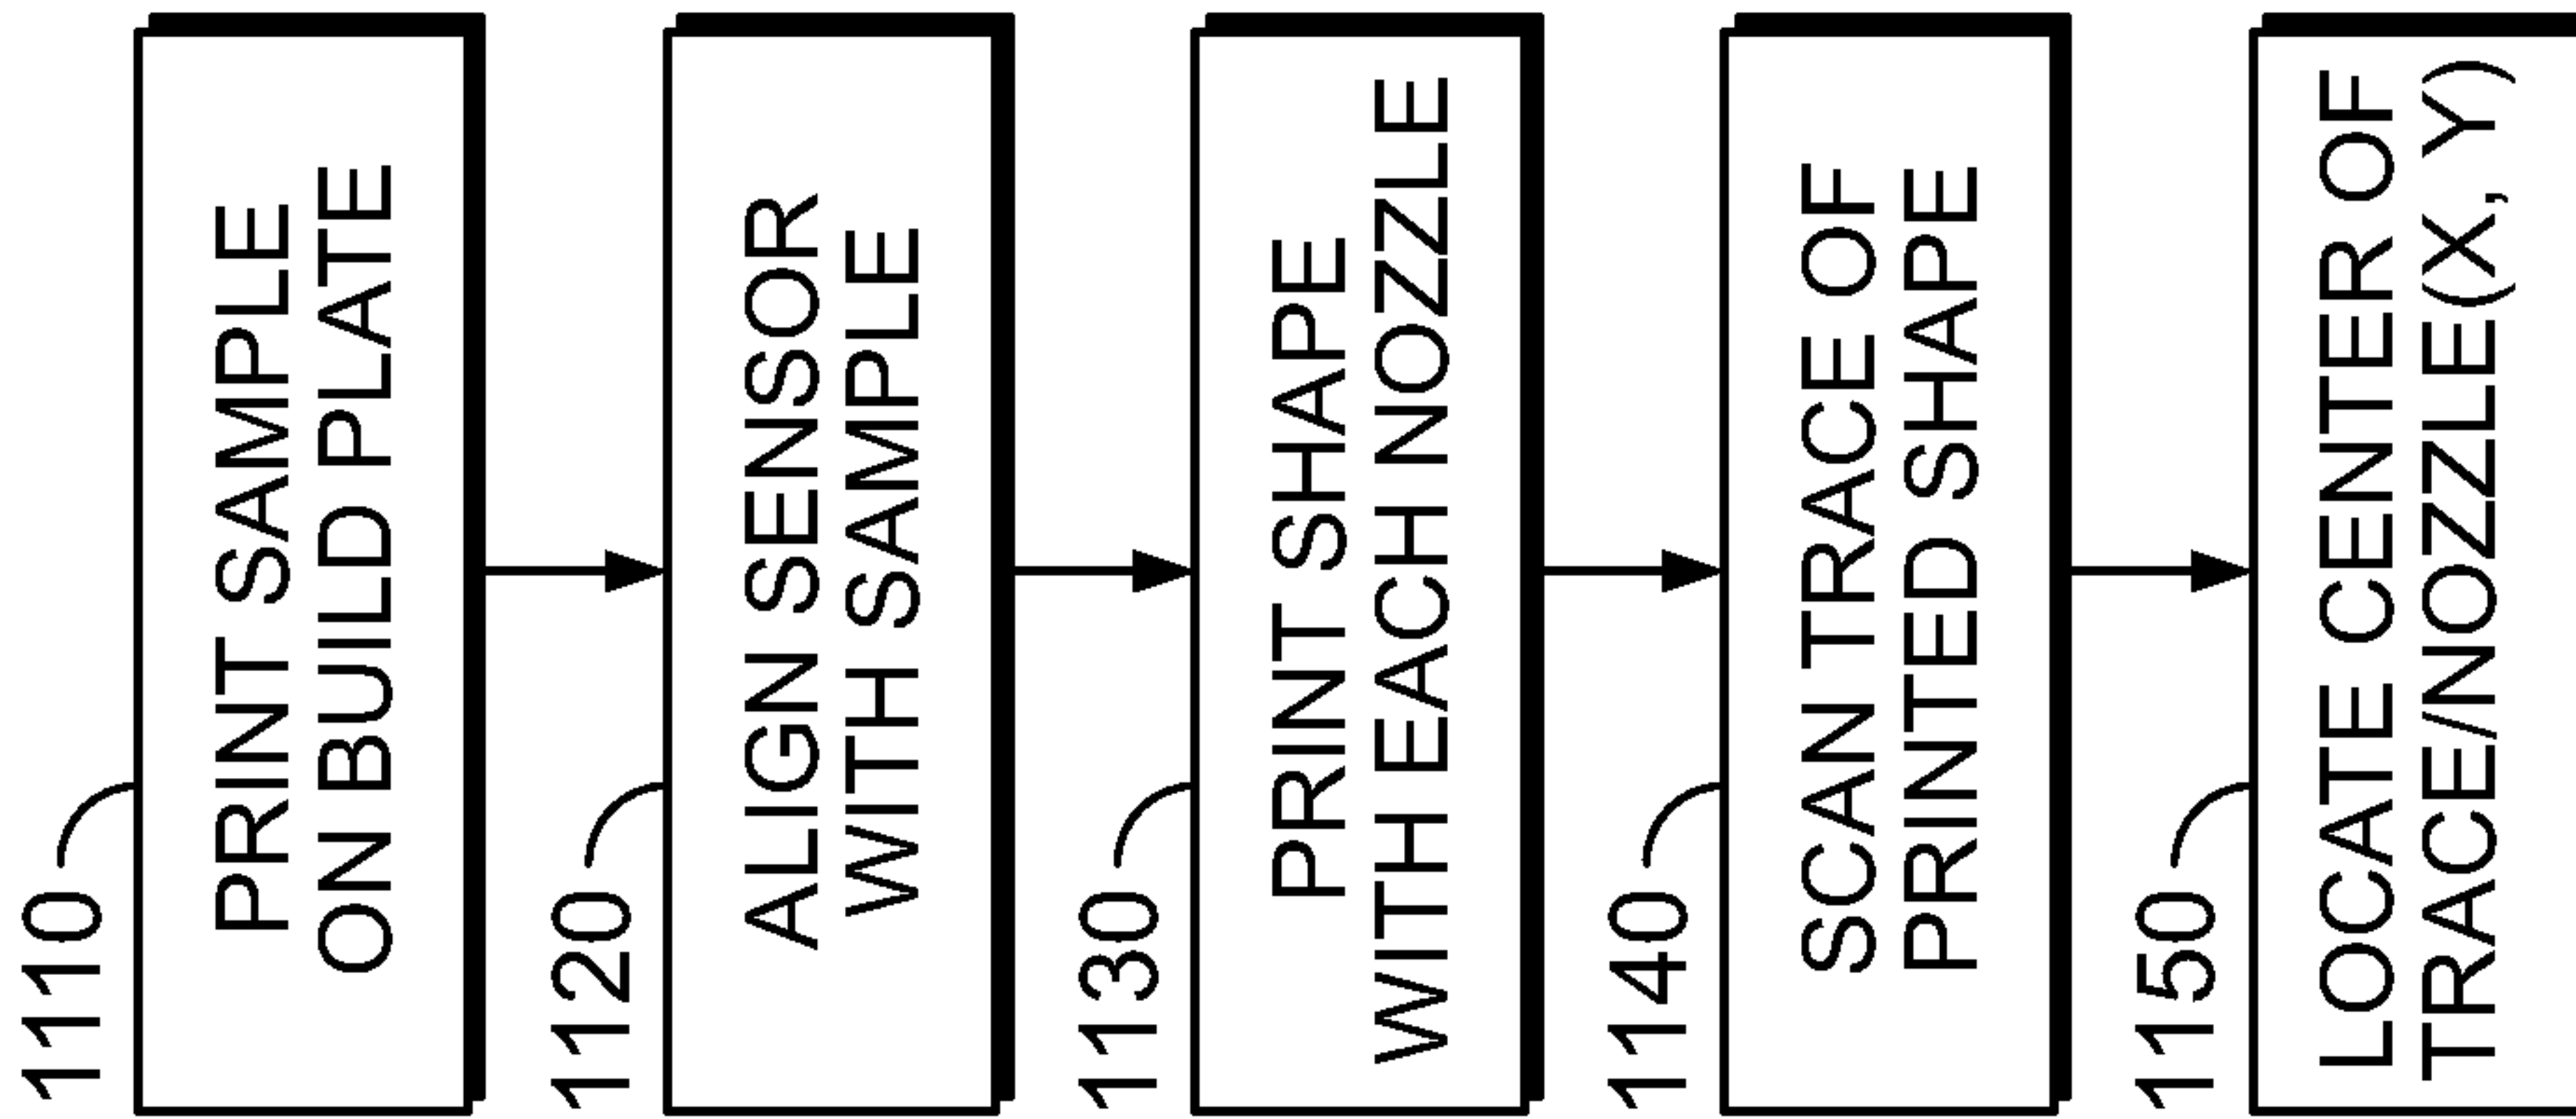 1110
PRINT SAMPLE
ON BUILD PLATE
1120
ALIGN SENSOR
WITH SAMPLE
1130
PRINT SHAPE
WITH EACH NOZZLE
1140
SCAN TRACE OF
PRINTED SHAPE
1150
LOCATE CENTER OF
TRACE/NOZZLE(X, Y)